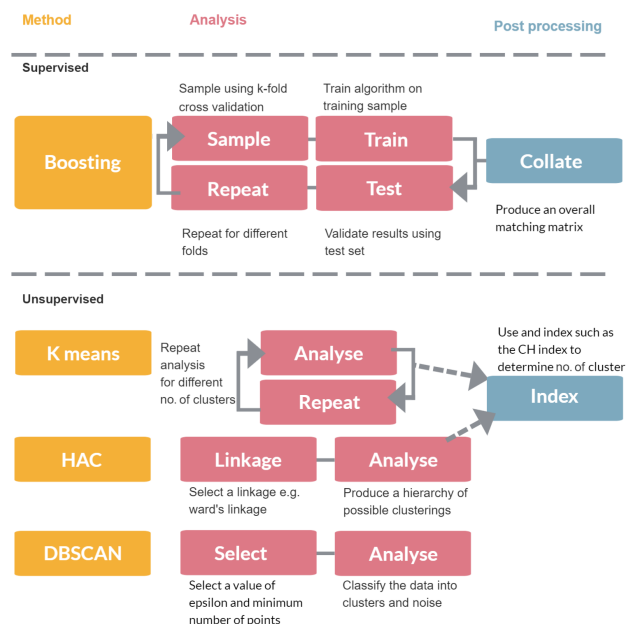 Method
Analysis
Post processing
Supervised
Sample using k-fold
cross validation
Train algorithm on
training sample
Boosting
Sample
Train
Repeat
Test
Collate
Repeat for different
folds
Validate results using
test set
Produce an overall
matching matrix
Unsupervised
K means
Repeat
analysis
for different
no. of clusters
Analyse
Repeat
Use and index such as
the CH index to
determine no. of cluster
Index
HAC
Linkage
Analyse
Select a linkage e.g.
ward's linkage
Produce a hierarchy of
possible clusterings
DBSCAN
Select
Analyse
Select a value of
epsilon and minimum
number of points
Classify the data into
clusters and noise